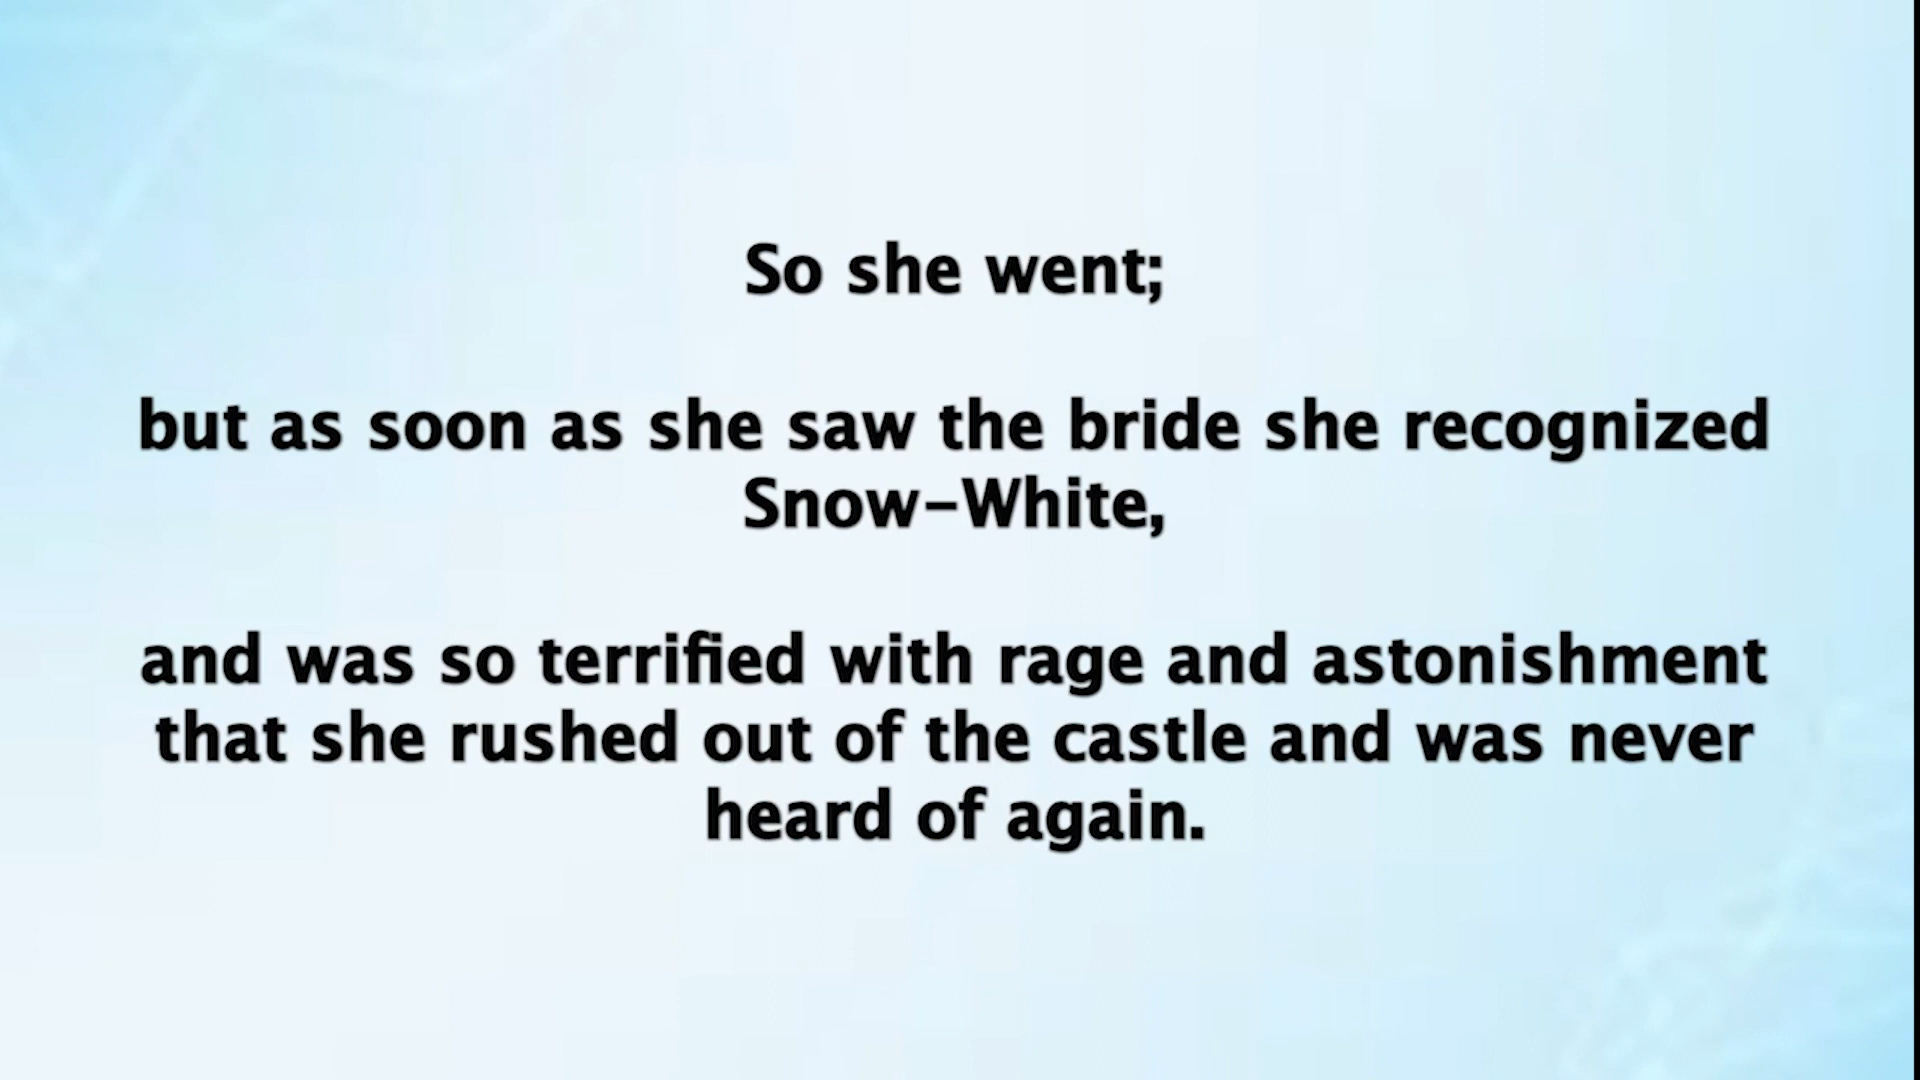 So she went;
but as soon as she saw the bride she recognized
Snow-White,
and was so terrified with rage and astonishment
that she rushed out of the castle and was never
heard of again.